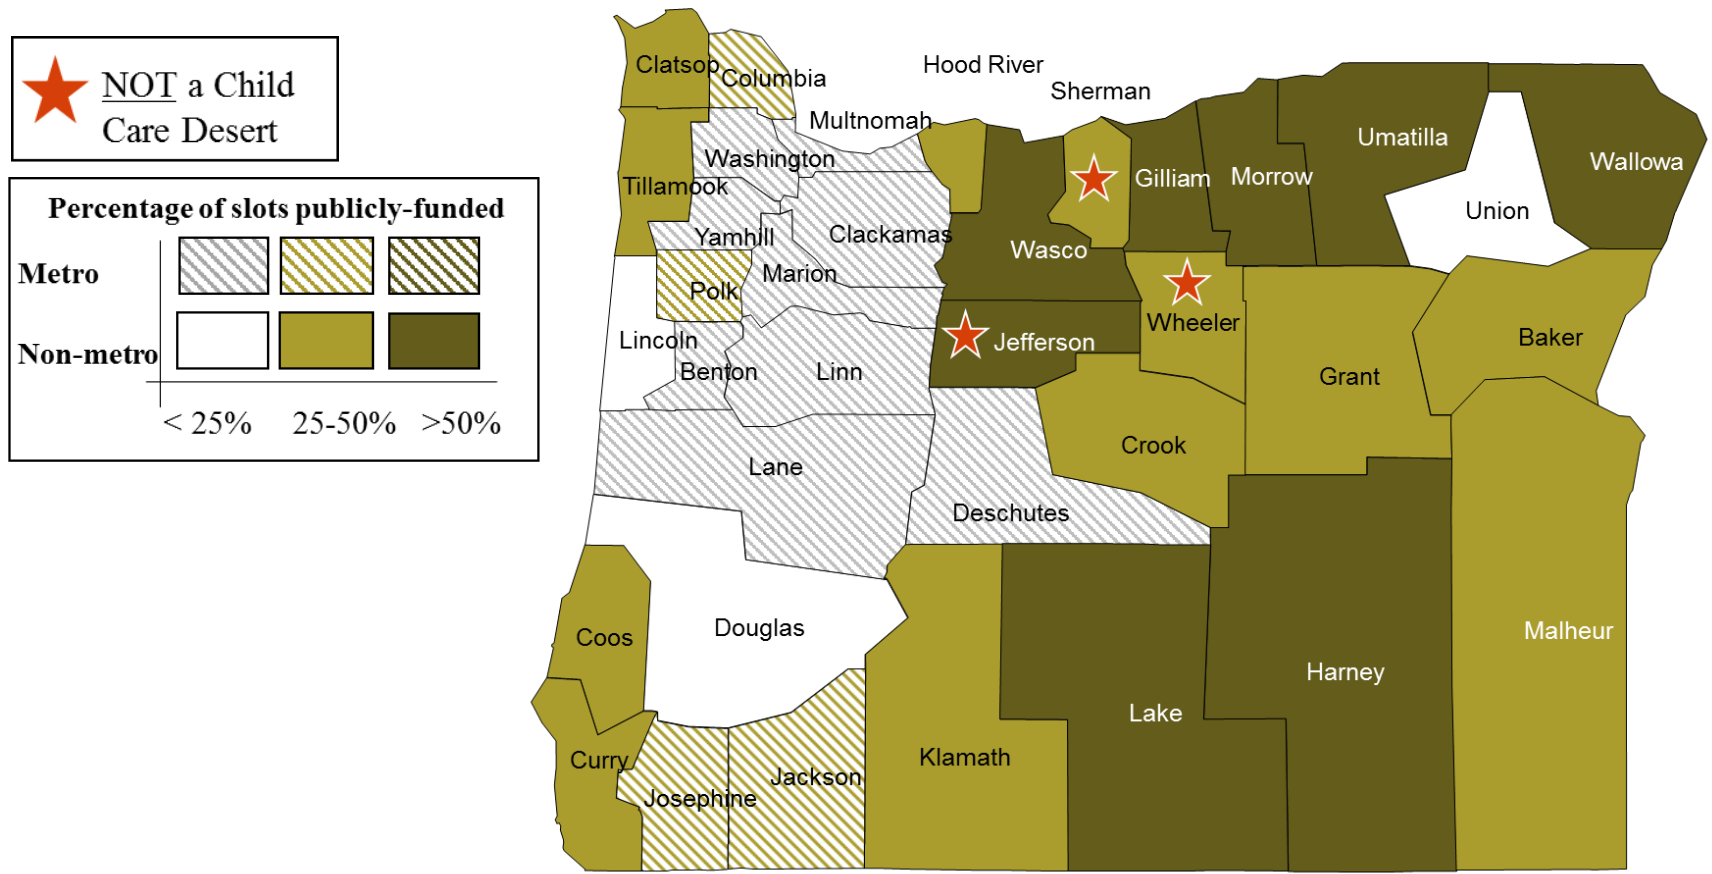 NOT a Child
Care Desert
Percentage of slots publicly-funded
Metro
Non-metro
< 25% 25-50% >50%
Clatsop
Columbia
Hood River
Sherman
Multnomah
Washington
Tillamook
Yamhill
Clackamas
Marion
Polk
Lincoln
Benton
Linn
Lane
Wasco
Gilliam
Morrow
Umatilla
Union
Wallowa
Jefferson
Wheeler
Grant
Baker
Crook
Deschutes
Douglas
Coos
Curry
Josephine
Jackson
Klamath
Lake
Harney
Malheur